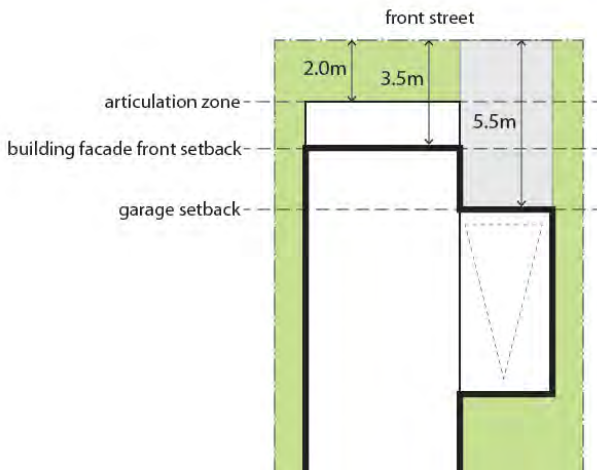 front street
2.0m
3.5m
articulation zone
5.5m
building facade front setback
garage setback